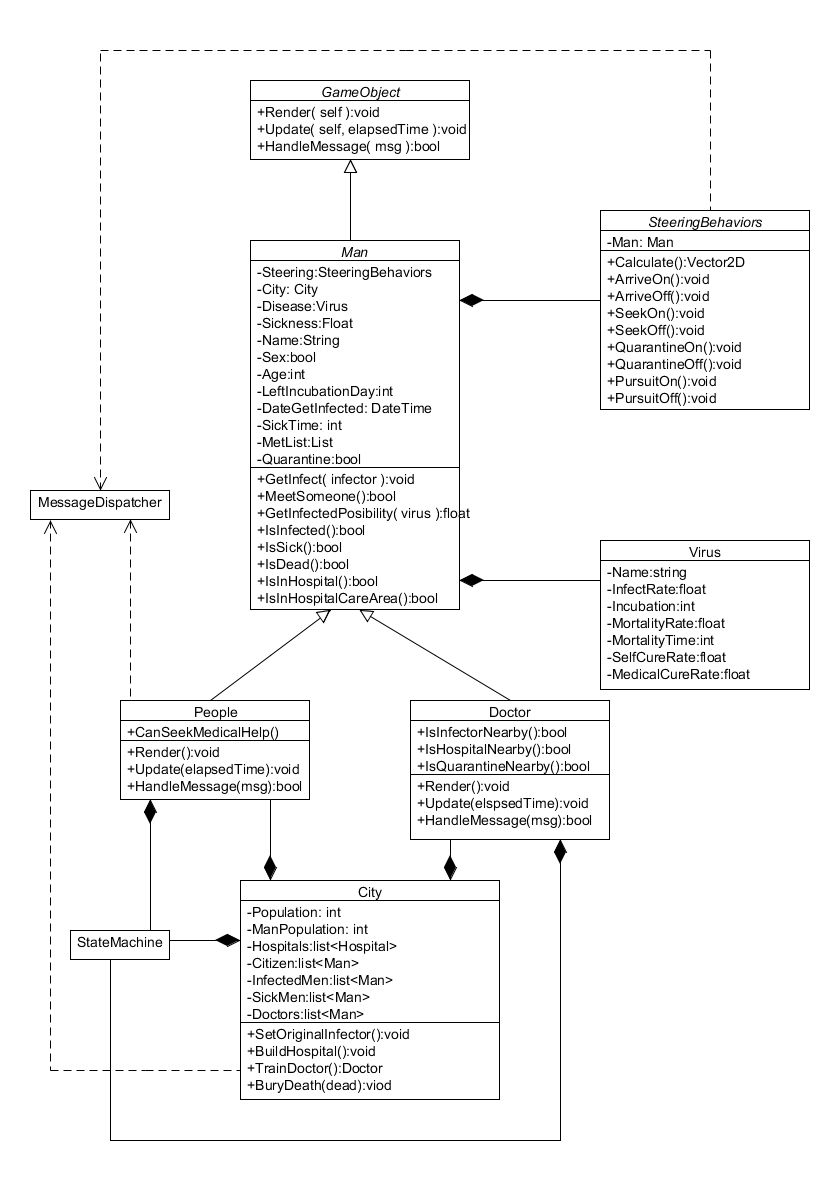 GameObject
+Render( self ):void
+Update( self, elapsedTime ):void
+HandleMessage( msg ):bool
SteeringBehaviors
-Man: Man
+Calculate():Vector2D
+ArriveOn():void
+ArriveOff():void
+SeekOn():void
+SeekOff():void
+QuarantineOn():void
+QuarantineOff():void
+PursuitOn():void
+PursuitOff():void
Man
-Steering:SteeringBehaviors
-City: City
-Disease:Virus
-Sickness:Float
-Name:String
-Sex:bool
-Age:int
-LeftIncubationDay:int
-DateGetInfected: DateTime
-SickTime: int
-MetList:List
-Quarantine:bool
+GetInfect( infector ):void
+MeetSomeone():bool
+GetInfectedPosibility( virus ):float
+IsInfected():bool
+IsSick():bool
+IsDead():bool
+IsInHospital():bool
+IsInHospitalCareArea():bool
MessageDispatcher
Virus
-Name:string
-InfectRate:float
-Incubation:int
-MortalityRate:float
-MortalityTime:int
-SelfCureRate:float
-MedicalCureRate:float
People
+CanSeekMedicalHelp()
+Render():void
+Update(elapsedTime):void
+HandleMessage(msg):bool
Doctor
+IsInfectorNearby():bool
+IsHospitalNearby():bool
+IsQuarantineNearby():bool
+Render():void
+Update(elspsedTime):void
+HandleMessage(msg):bool
StateMachine
City
-Population: int
-ManPopulation: int
-Hospitals:list<Hospital>
-Citizen:list<Man>
-InfectedMen:list<Man>
-SickMen:list<Man>
-Doctors:list<Man>
+SetOriginalInfector():void
+BuildHospital():void
+TrainDoctor():Doctor
+BuryDeath(dead):viod